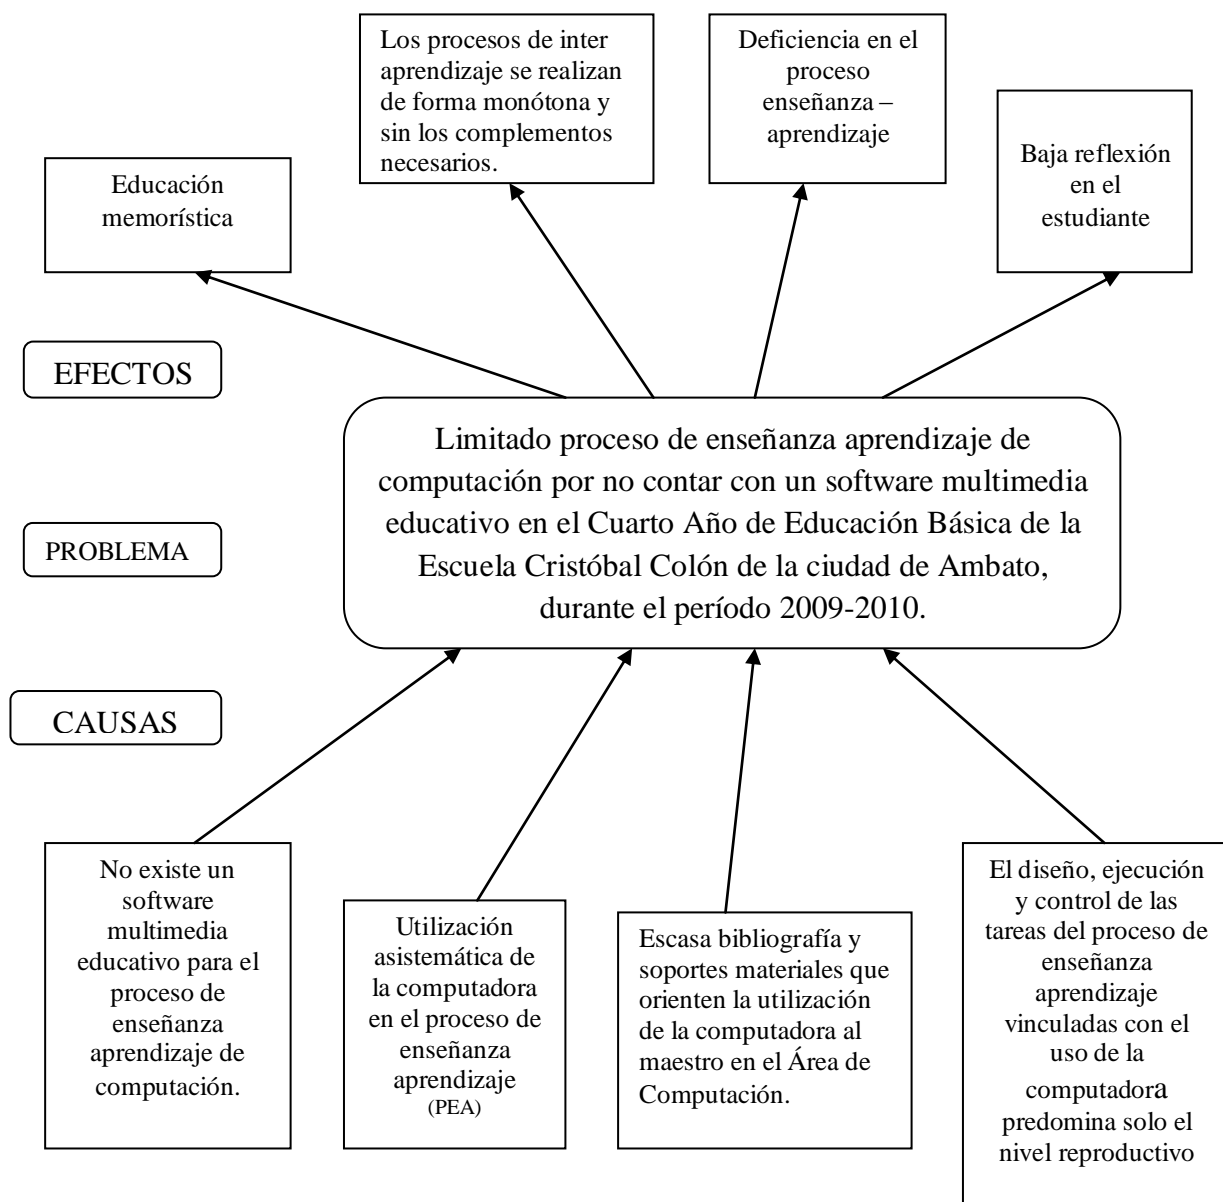 Los procesos de inter
aprendizaje se realizan
de forma monótona y
sin los complementos
necesarios.
Deficiencia en el
proceso
enseñanza –
aprendizaje
Baja reflexión
en el
estudiante
Educación
memorística
EFECTOS
Limitado proceso de enseñanza aprendizaje de
computación por no contar con un software multimedia
educativo en el Cuarto Año de Educación Básica de la
Escuela Cristóbal Colón de la ciudad de Ambato,
durante el período 2009-2010.
PROBLEMA
CAUSAS
No existe un
software
multimedia
educativo para el
proceso de
enseñanza
aprendizaje de
computación.
Utilización
asistemática de
la computadora
en el proceso de
enseñanza
aprendizaje
(PEA)
Escasa bibliografía y
soportes materiales que
orienten la utilización
de la computadora al
maestro en el Área de
Computación.
El diseño, ejecución
y control de las
tareas del proceso de
enseñanza
aprendizaje
vinculadas con el
uso de la
computadora
predomina solo el
nivel reproductivo